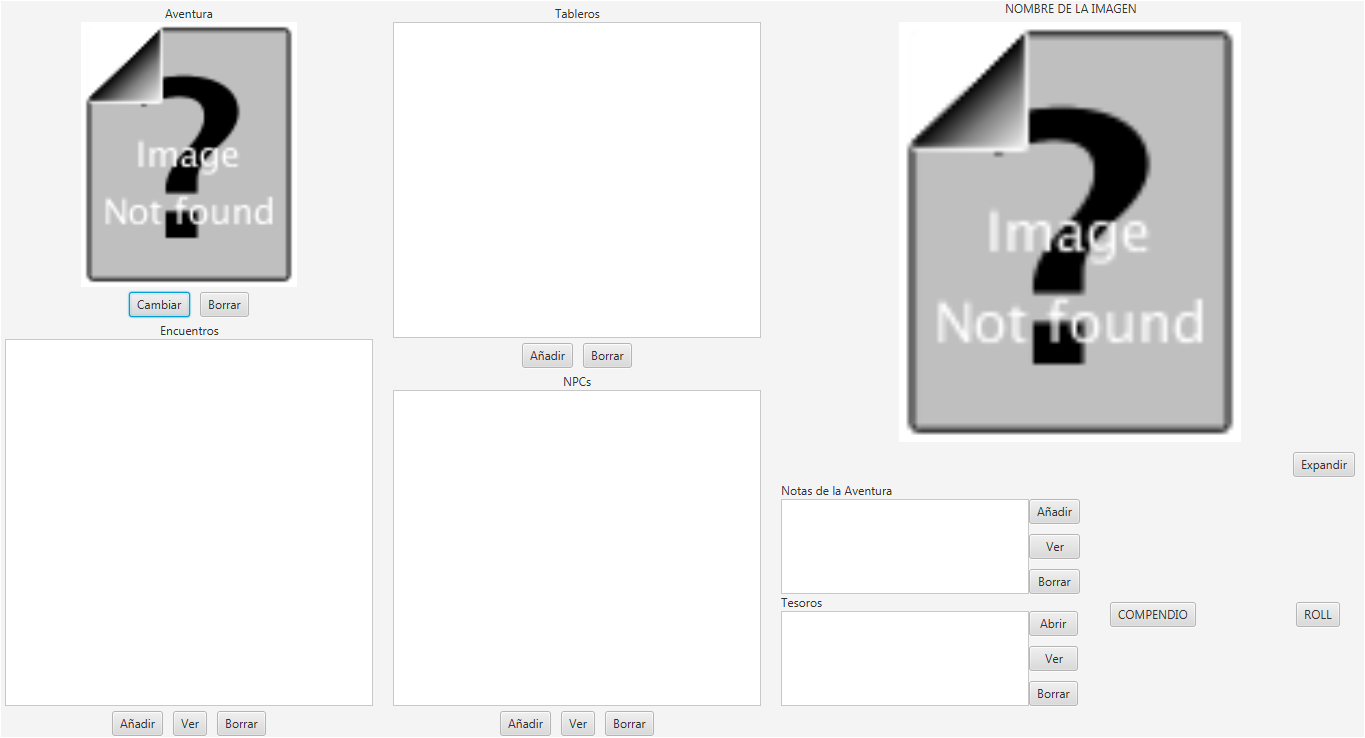 Aventura
Image
Not found
Cambiar Borrar
Encuentros
Añadir Ver Borrar
Tableros
Añadir Borrar
NPCs
Añadir Ver Borrar
NOMBRE DE LA IMAGEN
Image
Not found
Expandir
Notas de la Aventura
Añadir
Ver
Borrar
Tesoros
Abrir
Ver
Borrar
COMPENDIO ROLL